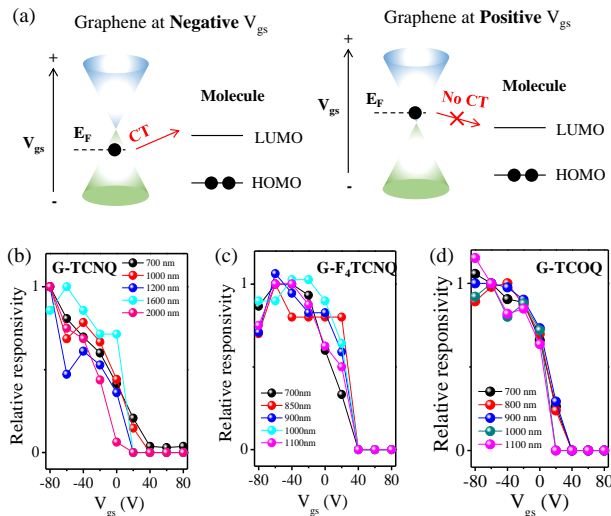 (a)
Graphene at Negative Vgs
Graphene at Positive Vgs
+
Vgs
-
EF
CT
Molecule
LUMO
HOMO
+
Vgs
-
EF
No CT
Molecule
LUMO
HOMO
(b)
G-TCNQ
700 nm
1000 nm
1200 nm
1600 nm
2000 nm
Relative responsivity
1
0
-80 -40 0 40 80
Vgs (V)
(c)
G-F4TCNQ
700nm
850nm
900nm
1000nm
1100nm
Relative responsivity
1
0
-80 -40 0 40 80
Vgs (V)
(d)
G-TCOQ
700 nm
800 nm
900 nm
1000 nm
1100 nm
Relative responsivity
1
0
-80 -40 0 40 80
Vgs (V)